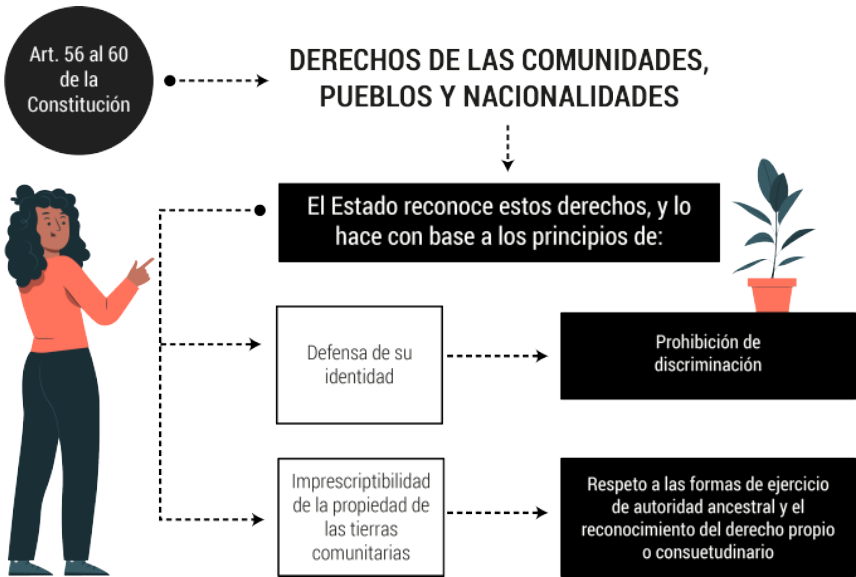 Art. 56 al 60
de la
Constitución
DERECHOS DE LAS COMUNIDADES,
PUEBLOS Y NACIONALIDADES
El Estado reconoce estos derechos, y lo
hace con base a los principios de:
Defensa de su
identidad
Prohibición de
discriminación
Imprescriptibilidad
de la propiedad de
las tierras
comunitarias
Respeto a las formas de ejercicio
de autoridad ancestral y el
reconocimiento del derecho propio
o consuetudinario